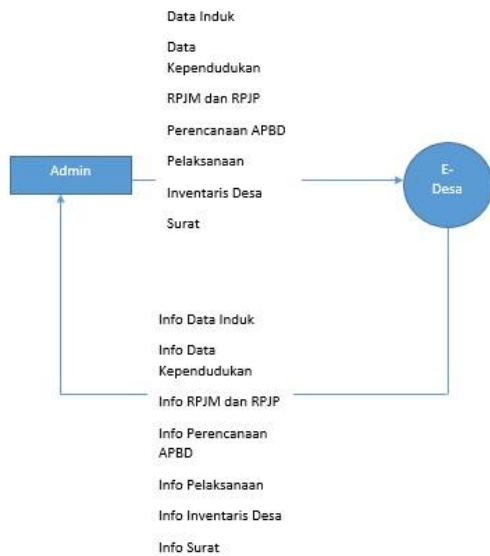 Data Induk
Data
Kependudukan
RPJM dan RPJP
Perencanaan APBD
Admin
Pelaksanaan
E-
Desa
Inventaris Desa
Surat
Info Data Induk
Info Data
Kependudukan
Info RPJM dan RPJP
Info Perencanaan
APBD
Info Pelaksanaan
Info Inventaris Desa
Info Surat